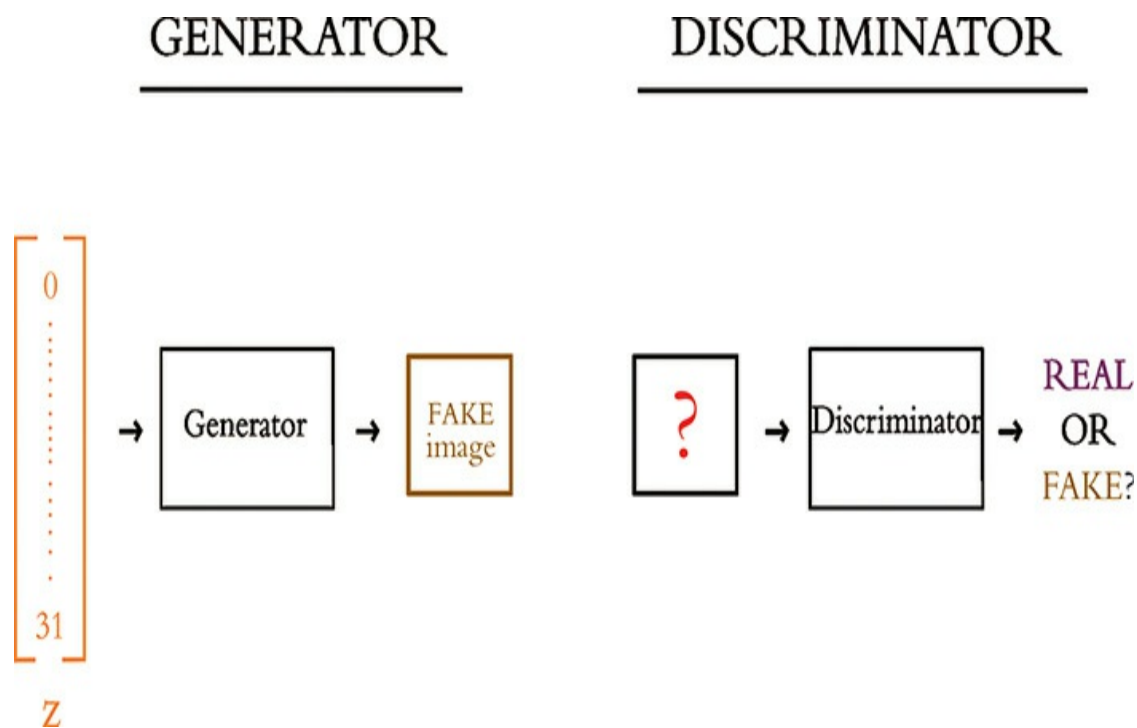 GENERATOR
DISCRIMINATOR
0
31
z
Generator
FAKE
image
?
Discriminator
REAL
OR
FAKE?